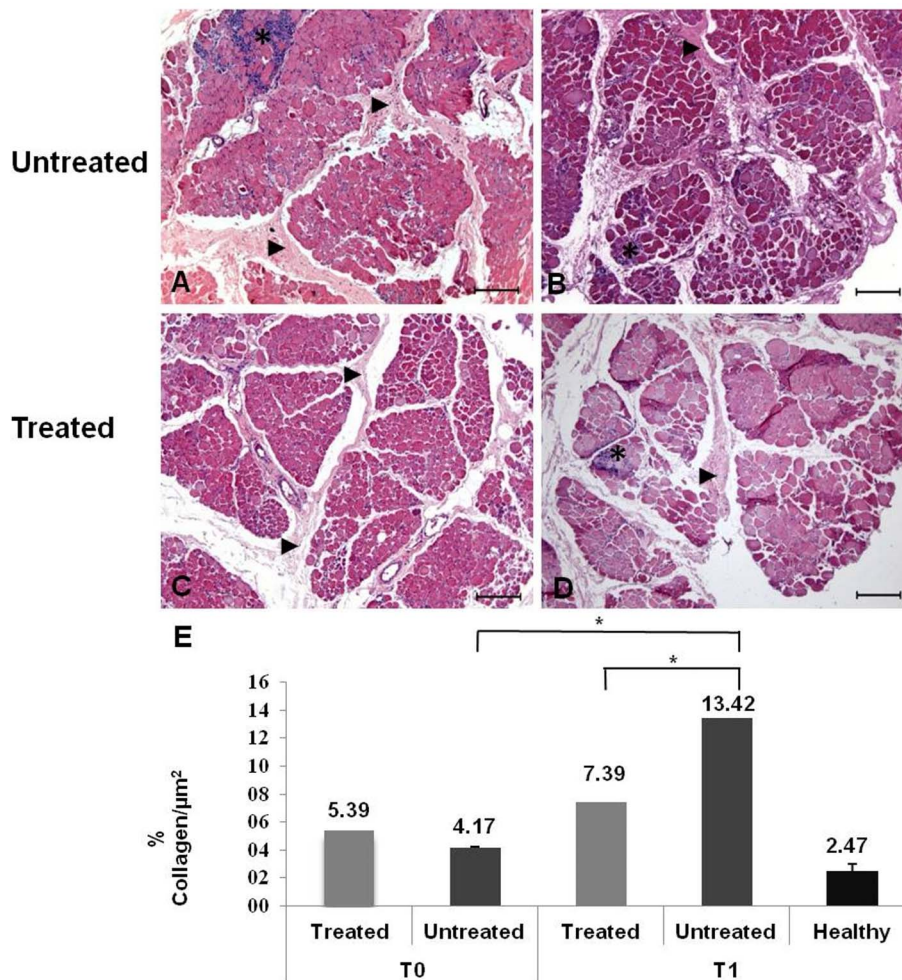 Untreated
*
A
*
B
Treated
C
*
D
E
*
*
% Collagen/µm²
16
14
12
10
08
06
04
02
00
5.39
4.17
7.39
13.42
2.47
Treated Untreated Treated Untreated Healthy
T0 T1